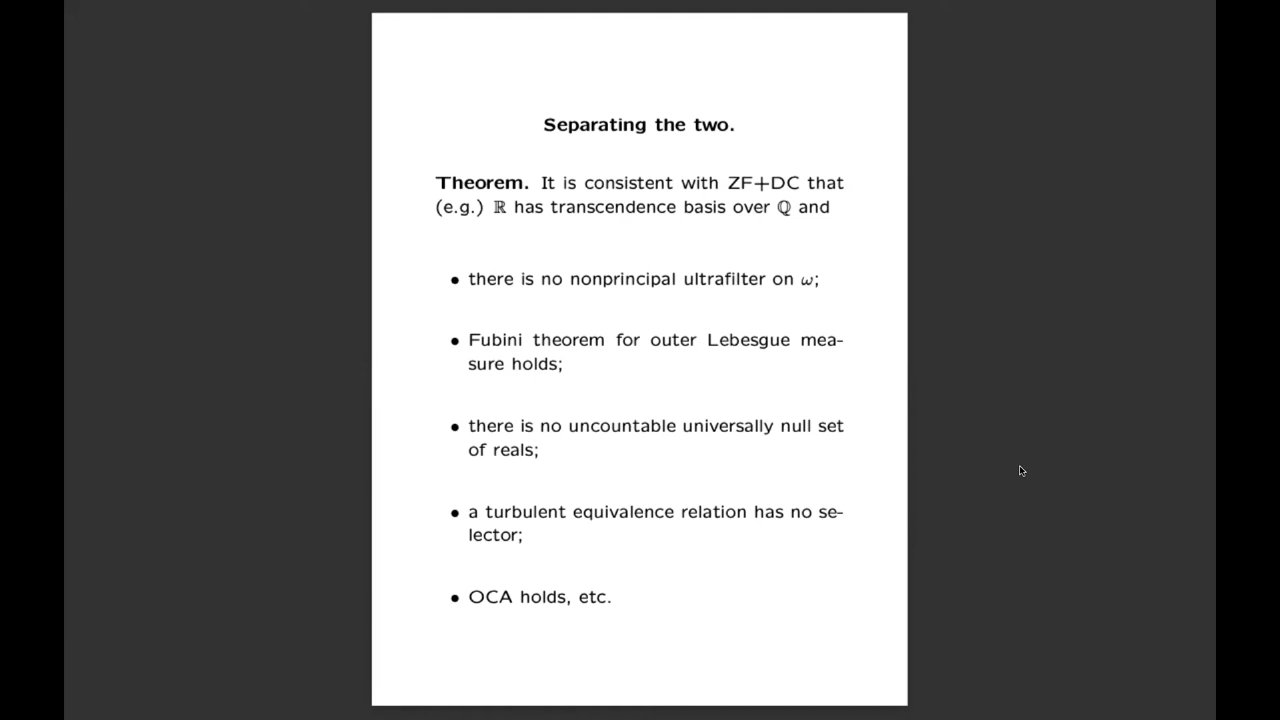 Separating the two.
Theorem. It is consistent with ZF+DC that
(e.g.) ℝ has transcendence basis over ℚ and
• there is no nonprincipal ultrafilter on ω;
• Fubini theorem for outer Lebesgue mea-
sure holds;
• there is no uncountable universally null set
of reals;
• a turbulent equivalence relation has no se-
lector;
• OCA holds, etc.